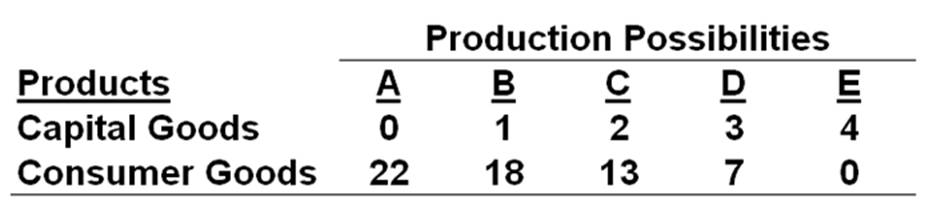 Production Possibilities
Products A B C D E
Capital Goods 0 1 2 3 4
Consumer Goods 22 18 13 7 0